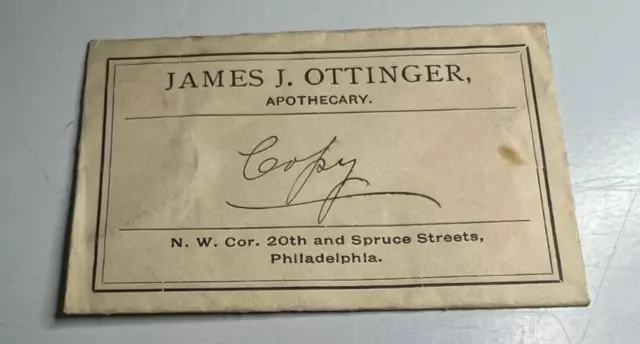 JAMES J. OTTINGER,
APOTHECARY.
Copy
N. W. Cor. 20th and Spruce Streets,
Philadelphia.